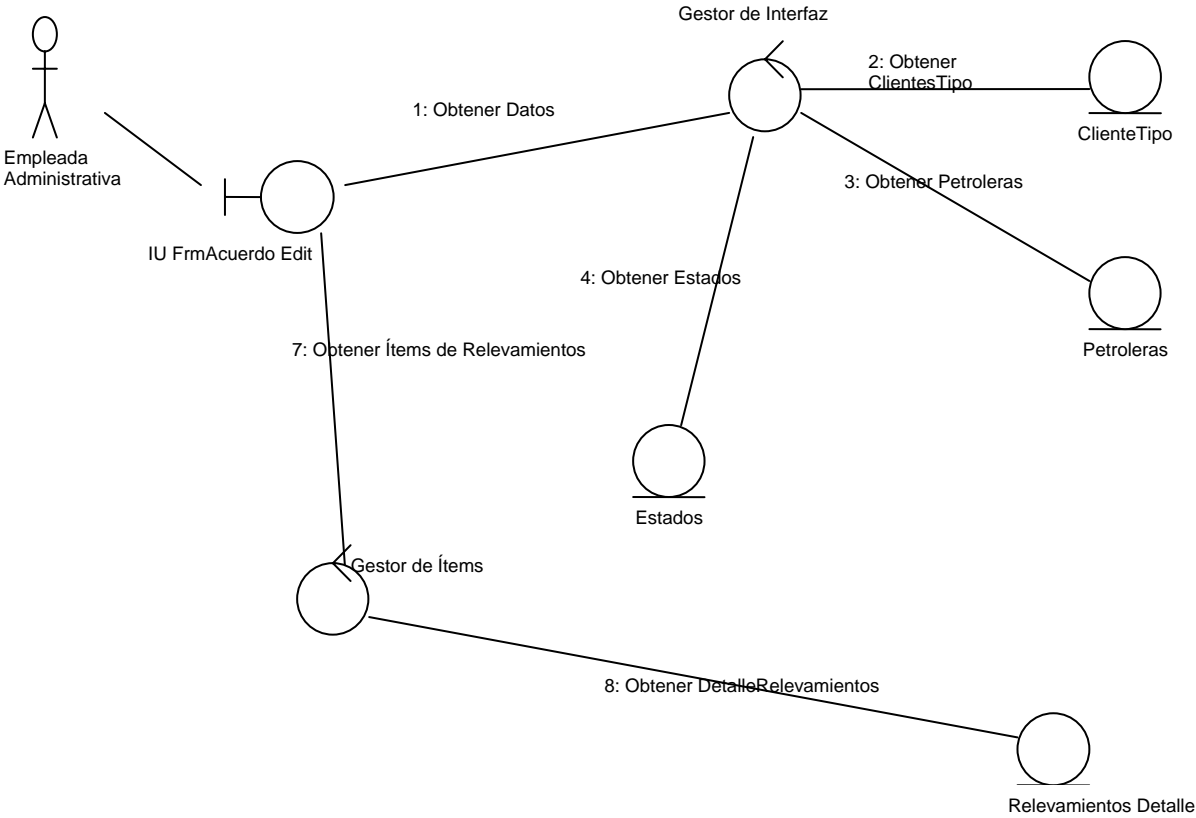 Gestor de Interfaz
2: Obtener
ClientesTipo
1: Obtener Datos
ClienteTipo
Empleada
Administrativa
3: Obtener Petroleras
IU FrmAcuerdo Edit
4: Obtener Estados
7: Obtener Ítems de Relevamientos
Petroleras
Estados
Gestor de Ítems
8: Obtener DetalleRelevamientos
Relevamientos Detalle